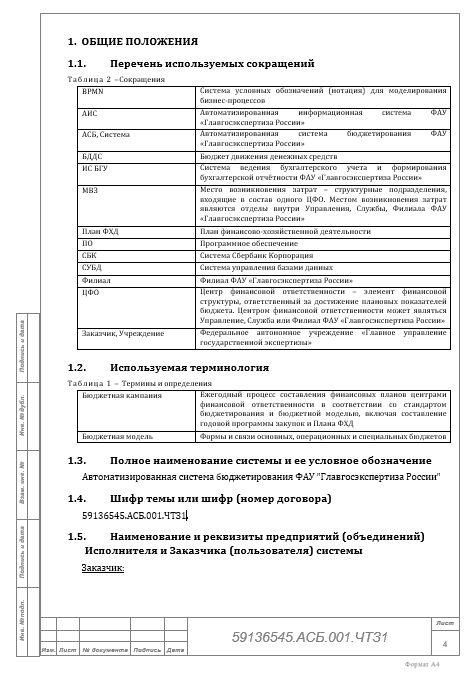 1. ОБЩИЕ ПОЛОЖЕНИЯ
1.1. Перечень используемых сокращений
Таблица 2 –Сокращения
BPMN
Система условных обозначений (нотация) для моделирования
бизнес-процессов
АИС
Автоматизированная информационная система ФАУ
«Главгосэкспертиза России»
АСБ, Система
Автоматизированная система бюджетирования ФАУ
«Главгосэкспертиза России»
БДДС
Бюджет движения денежных средств
ИС БГУ
Система ведения бухгалтерского учета и формирования
бухгалтерской отчётности ФАУ «Главгосэкспертиза России»
МВЗ
Место возникновения затрат – структурные подразделения,
входящие в состав одного ЦФО. Местом возникновения затрат
являются отделы внутри Управления, Службы, Филиала ФАУ
«Главгосэкспертиза России»
План ФХД
План финансово-хозяйственной деятельности
ПО
Программное обеспечение
СБК
Система Сбербанк Корпорация
СУБД
Система управления базами данных
Филиал
Филиал ФАУ «Главгосэкспертиза России»
ЦФО
Центр финансовой ответственности – элемент финансовой
структуры, ответственный за достижение плановых показателей
бюджета. Центром финансовой ответственности может являться
Управление, Служба или Филиал ФАУ «Главгосэкспертиза России»
Заказчик, Учреждение
Федеральное автономное учреждение «Главное управление
государственной экспертизы»
1.2. Используемая терминология
Таблица 1 – Термины и определения
Бюджетная кампания
Ежегодный процесс составления финансовых планов центрами
финансовой ответственности в соответствии со стандартом
бюджетирования и бюджетной моделью, включая составление
годовой программы закупок и Плана ФХД
Бюджетная модель
Формы и связи основных, операционных и специальных бюджетов
1.3. Полное наименование системы и ее условное обозначение
Автоматизированная система бюджетирования ФАУ "Главгосэкспертиза России"
1.4. Шифр темы или шифр (номер договора)
59136545.АСБ.001.ЧТЗ1
1.5. Наименование и реквизиты предприятий (объединений)
Исполнителя и Заказчика (пользователя) системы
Заказчик:
Подпись и дата
Инв. № дубл.
Взам. инв. №
Подпись и дата
Инв. № подл.
Изм. Лист № документа Подпись Дата
59136545.АСБ.001.ЧТЗ1
Лист
4
Формат А4